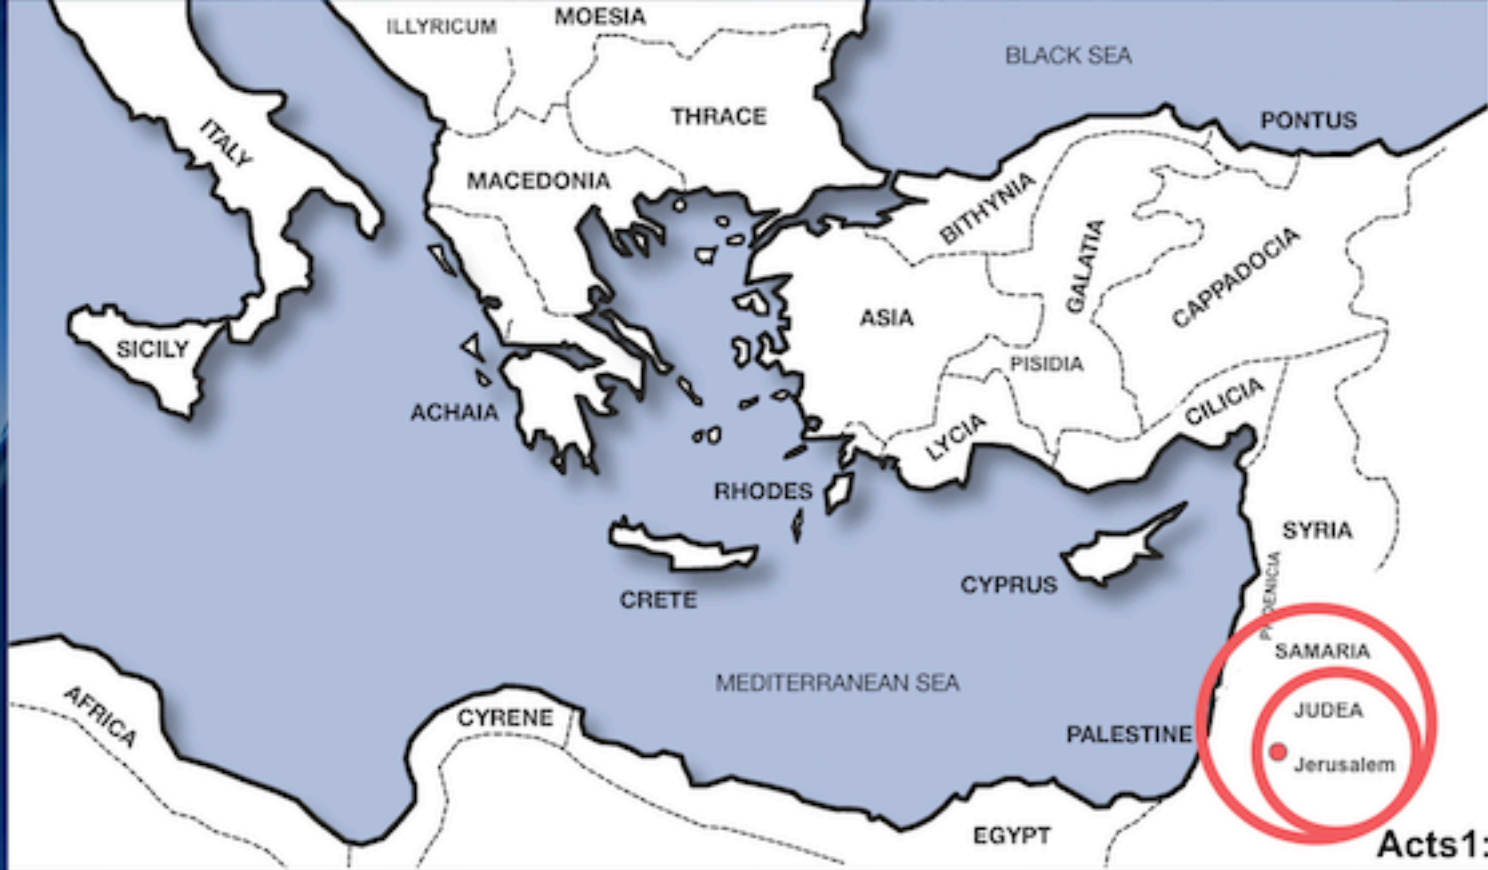 ILLYRICUM
MOESIA
BLACK SEA
THRACE
PONTUS
ITALY
MACEDONIA
BITHYNIA
GALATIA
CAPPADOCIA
ASIA
SICILY
PISIDIA
ACHAIA
CILICIA
LYCIA
RHODES
SYRIA
CRETE
CYPRUS
PHOENICIA
SAMARIA
MEDITERRANEAN SEA
AFRICA
CYRENE
JUDEA
PALESTINE
Jerusalem
EGYPT
Acts1: